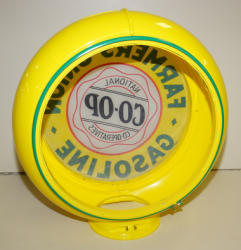 FARMERS UNION
NATIONAL
CO-OP
CO-OPERATIVES
- GASOLINE -